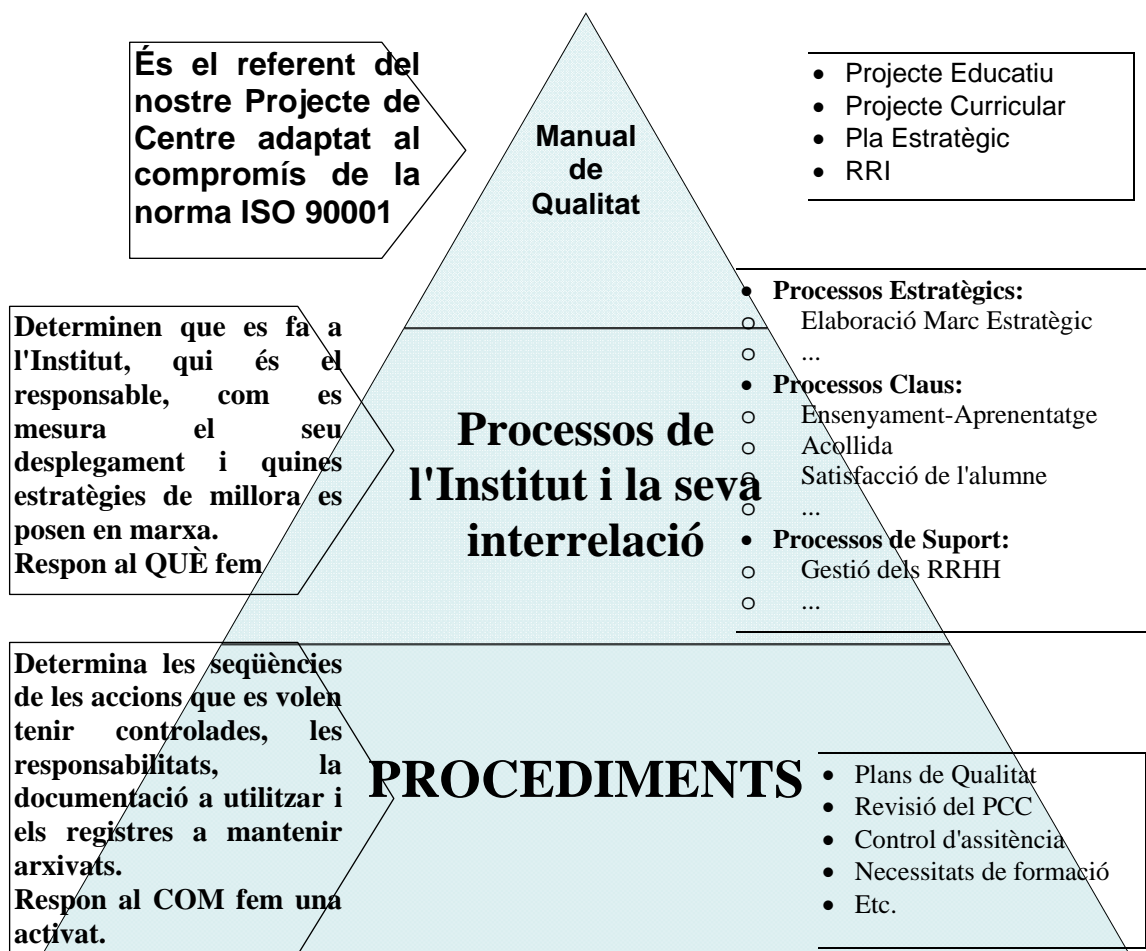 És el referent del
nostre Projecte de
Centre adaptat al
compromís de la
norma ISO 90001
Manual
de
Qualitat
• Projecte Educatiu
• Projecte Curricular
• Pla Estratègic
• RRI
Determinen que es fa a
l'Institut, qui és el
responsable, com es
mesura el seu
desplegament i quines
estratègies de millora es
posen en marxa.
Respon al QUÈ fem
Processos de
l'Institut i la seva
interrelació
• Processos Estratègics:
o Elaboració Marc Estratègic
o ...
• Processos Claus:
o Ensenyament-Aprenentatge
o Acollida
o Satisfacció de l'alumne
o ...
• Processos de Suport:
o Gestió dels RRHH
o ...
Determina les seqüències
de les accions que es volen
tenir controlades, les
responsabilitats, la
documentació a utilitzar i
els registres a mantenir
arxivats.
Respon al COM fem una
activat.
PROCEDIMENTS
• Plans de Qualitat
• Revisió del PCC
• Control d'assitència
• Necessitats de formació
• Etc.